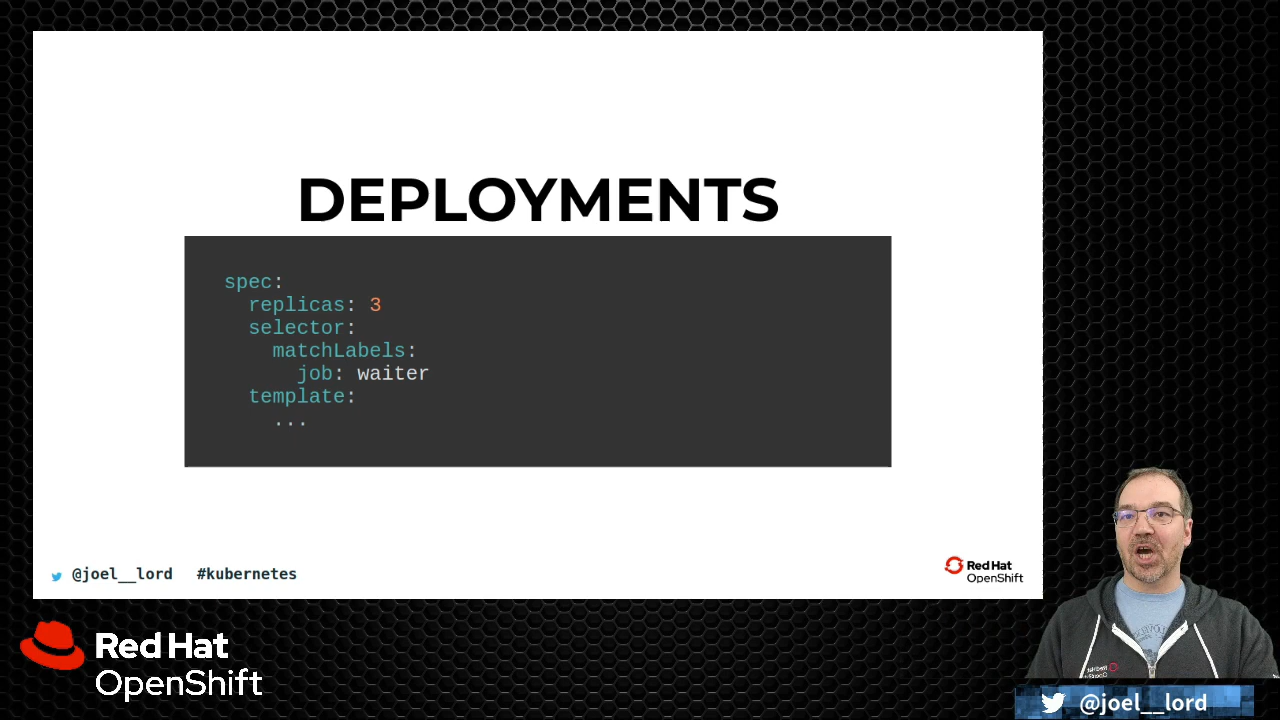 DEPLOYMENTS
spec:
  replicas: 3
  selector:
    matchLabels:
      job: waiter
  template:
    ...
@joel__lord #kubernetes
Red Hat
OpenShift
Red Hat
OpenShift
@joel__lord